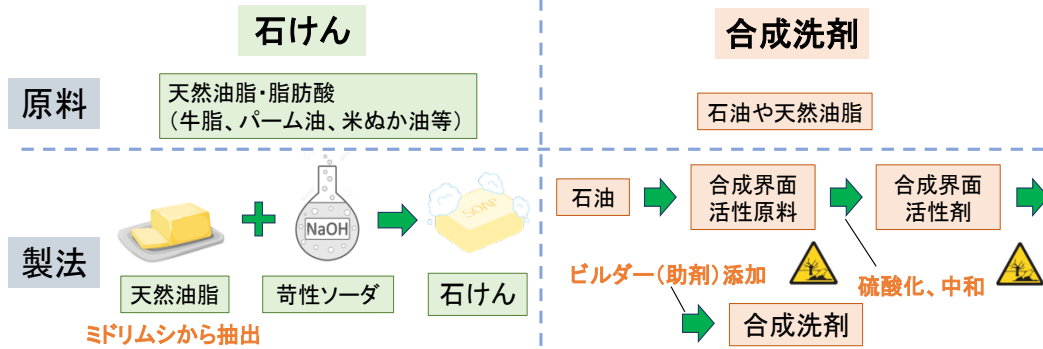 石けん
合成洗剤
原料
天然油脂・脂肪酸
（牛脂、パーム油、米ぬか油等）
石油や天然油脂
製法
NaOH
SOAP
天然油脂
苛性ソーダ
石けん
ミドリムシから抽出
石油
合成界面
活性原料
合成界面
活性剤
ビルダー（助剤）添加
硫酸化、中和
合成洗剤